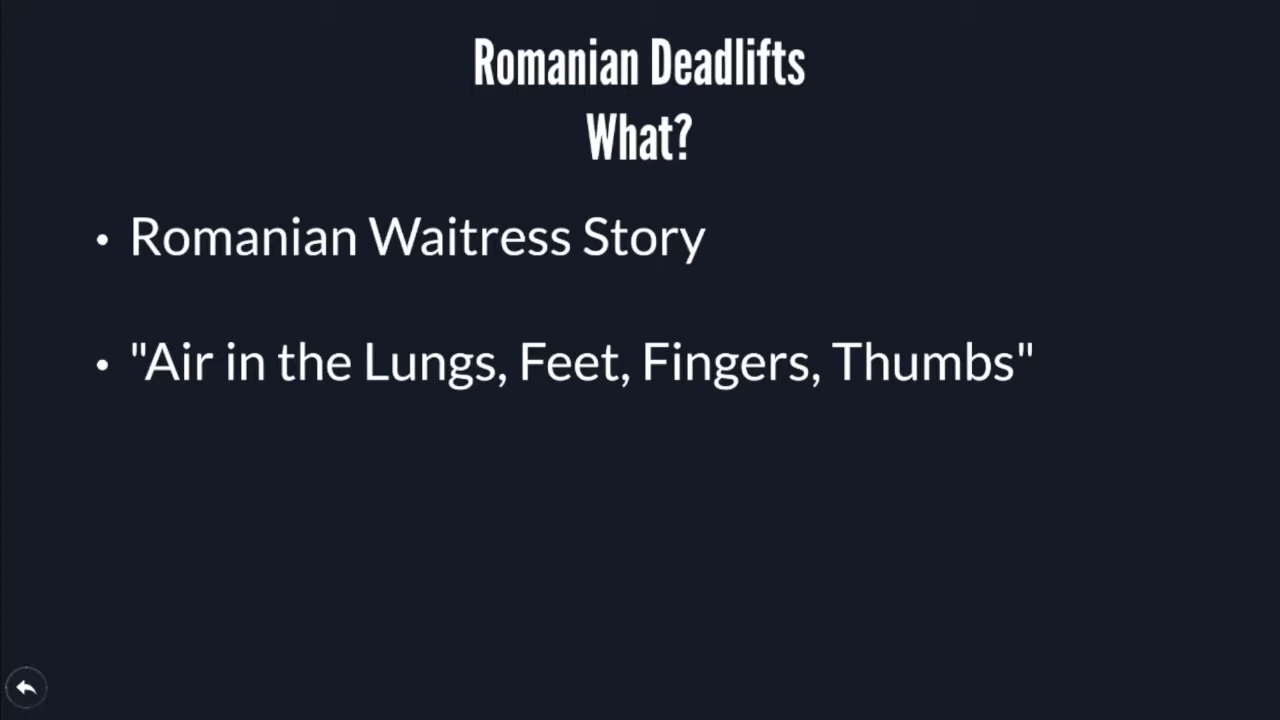 Romanian Deadlifts
What?
• Romanian Waitress Story
• "Air in the Lungs, Feet, Fingers, Thumbs"